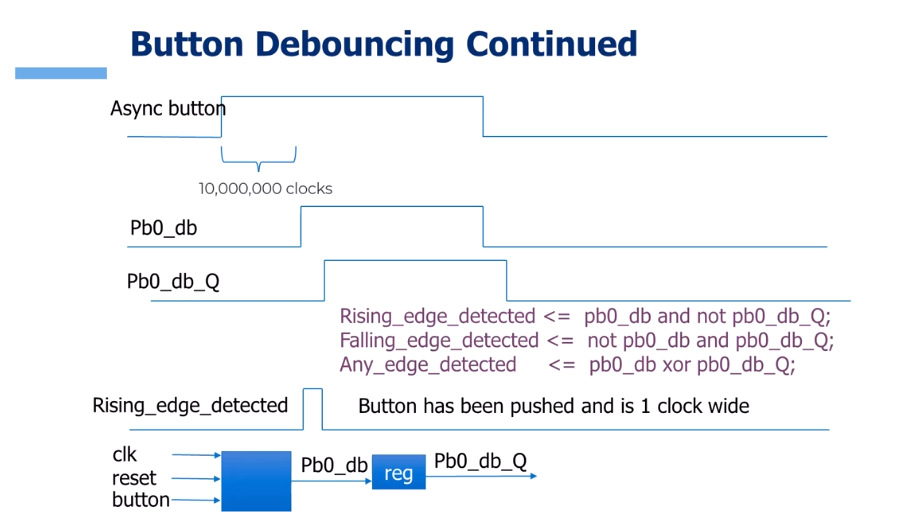 Button Debouncing Continued
Async button
10,000,000 clocks
Pb0_db
Pb0_db_Q
Rising_edge_detected <= pb0_db and not pb0_db_Q;
Falling_edge_detected <= not pb0_db and pb0_db_Q;
Any_edge_detected <= pb0_db xor pb0_db_Q;
Rising_edge_detected Button has been pushed and is 1 clock wide
clk
reset
button
Pb0_db
reg
Pb0_db_Q